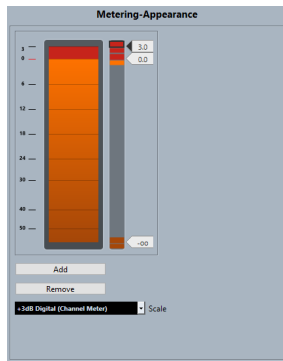 Metering-Appearance
3
0
6
12
18
24
30
40
50
3.0
0.0
-oo
Add
Remove
+3dB Digital (Channel Meter)
Scale